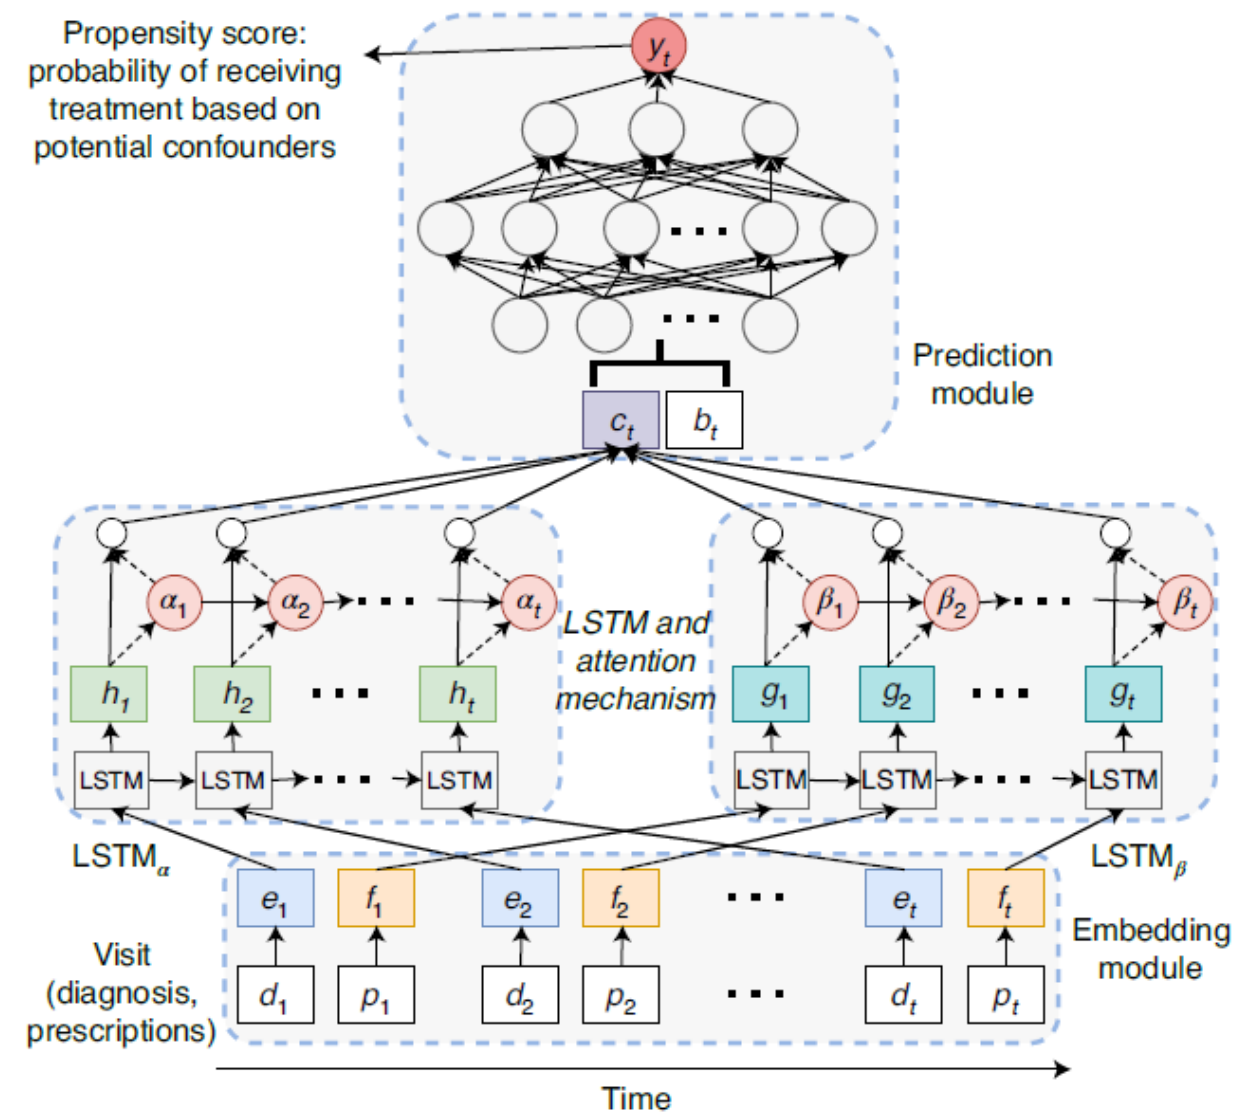 Propensity score:
probability of receiving
treatment based on
potential confounders
y_t
Prediction
module
c_t b_t
α_1 α_2 α_t
β_1 β_2 β_t
LSTM and
attention
mechanism
h_1 h_2 h_t
g_1 g_2 g_t
LSTM LSTM LSTM
LSTM LSTM LSTM
LSTM_α
LSTM_β
e_1 f_1 e_2 f_2 e_t f_t
Embedding
module
Visit
(diagnosis,
prescriptions)
d_1 p_1 d_2 p_2 d_t p_t
Time